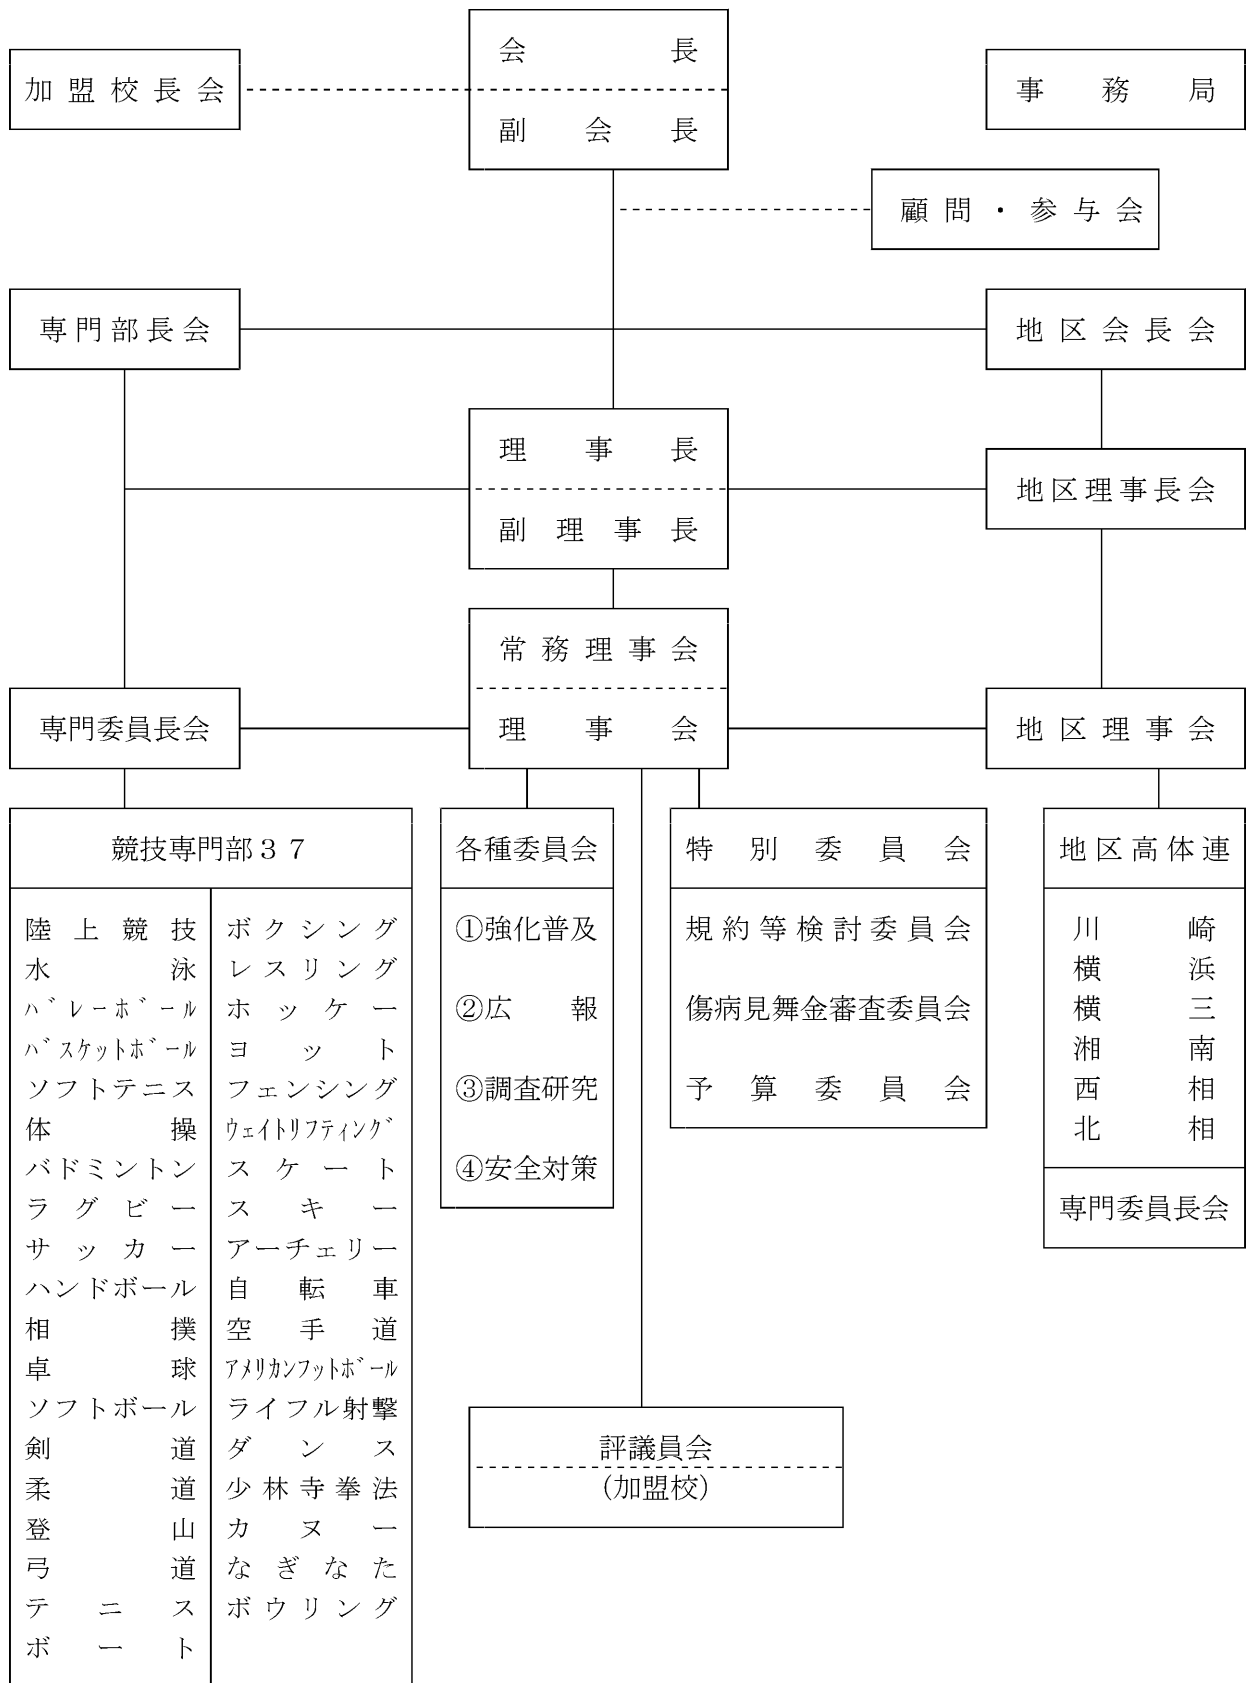 会長
加盟校長会
事務局
副会長
顧問・参与会
専門部長会
地区会長会
理事長
地区理事長会
副理事長
常務理事会
専門委員長会
理事会
地区理事会
競技専門部３７
陸上競技
水泳
ﾊﾞﾚｰﾎﾞｰﾙ
ﾊﾞｽｹｯﾄﾎﾞｰﾙ
ソフトテニス
体操
バドミントン
ラグビー
サッカー
ハンドボール
相撲
卓球
ソフトボール
剣道
柔道
登山
弓道
テニス
ボート
ボクシング
レスリング
ホッケー
ヨット
フェンシング
ｳｪｲﾄﾘﾌﾃｨﾝｸﾞ
スケート
スキー
アーチェリー
自転車
空手道
ｱﾒﾘｶﾝﾌｯﾄﾎﾞｰﾙ
ライフル射撃
ダンス
少林寺拳法
カヌー
なぎなた
ボウリング
各種委員会
①強化普及
②広報
③調査研究
④安全対策
特別委員会
規約等検討委員会
傷病見舞金審査委員会
予算委員会
地区高体連
川崎
横浜
横三
湘南
西相
北相
専門委員長会
評議員会
(加盟校)